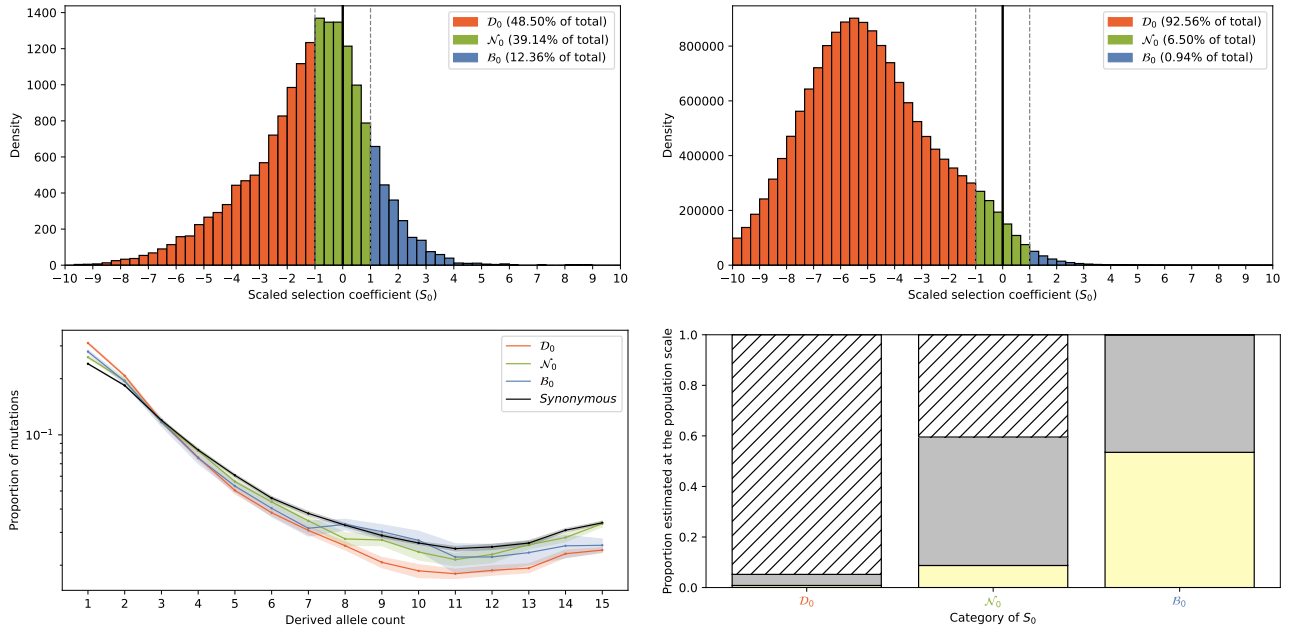 1400
1200
1000
800
600
400
200
0
Density
−10 −9 −8 −7 −6 −5 −4 −3 −2 −1 0 1 2 3 4 5 6 7 8 9 10
Scaled selection coefficient (S₀)
𝒟₀ (48.50% of total)
𝒩₀ (39.14% of total)
ℬ₀ (12.36% of total)
800000
600000
400000
200000
0
Density
−10 −9 −8 −7 −6 −5 −4 −3 −2 −1 0 1 2 3 4 5 6 7 8 9 10
Scaled selection coefficient (S₀)
𝒟₀ (92.56% of total)
𝒩₀ (6.50% of total)
ℬ₀ (0.94% of total)
10⁻¹
Proportion of mutations
1 2 3 4 5 6 7 8 9 10 11 12 13 14 15
Derived allele count
𝒟₀
𝒩₀
ℬ₀
Synonymous
1.0
0.8
0.6
0.4
0.2
0.0
Proportion estimated at the population scale
𝒟₀ 𝒩₀ ℬ₀
Category of S₀